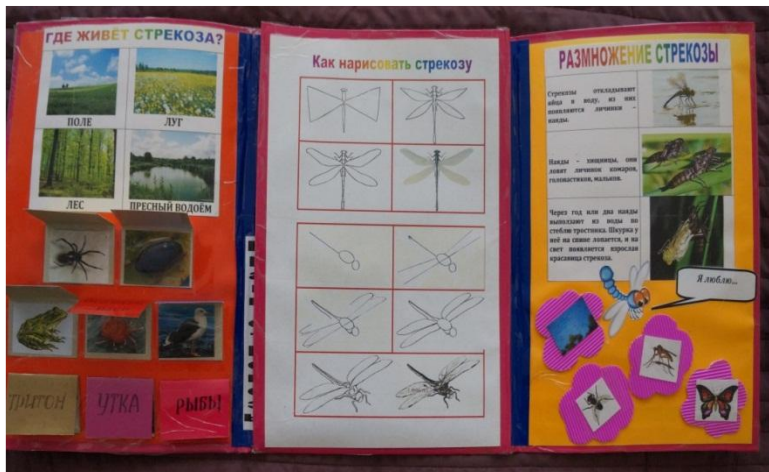 ГДЕ ЖИВЁТ СТРЕКОЗА?
ПОЛЕ
ЛУГ
ЛЕС
ПРЕСНЫЙ ВОДОЁМ
ТРИТОН
УТКА
РЫБЫ
Как нарисовать стрекозу
РАЗМНОЖЕНИЕ СТРЕКОЗЫ
Стрекозы откладывают
яйца в воду, из них
появляются личинки –
наяды.
Наяды – хищницы, они
ловят личинок комаров,
головастиков, мальков.
Через год или два наяды
выползают из воды по
стеблю тростника. Шкурка у
неё на спине лопается, и на
свет появляется взрослая
красавица стрекоза.
Я люблю...